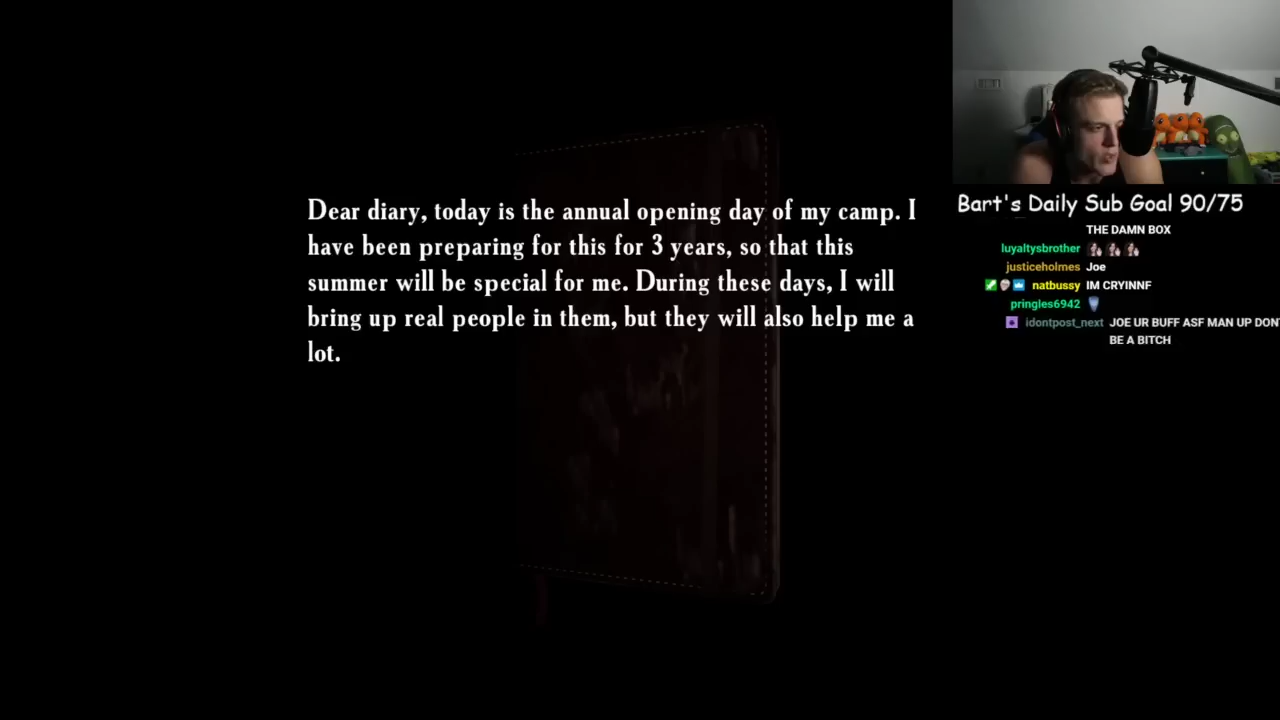 Dear diary, today is the annual opening day of my camp. I
have been preparing for this for 3 years, so that this
summer will be special for me. During these days, I will
bring up real people in them, but they will also help me a
lot.
Bart's Daily Sub Goal 90/75
THE DAMN BOX
luyaltysbrother
justiceholmes Joe
natbussy IM CRYINNF
pringles6942
idontpost_next JOE UR BUFF ASF MAN UP DON'T
BE A BITCH